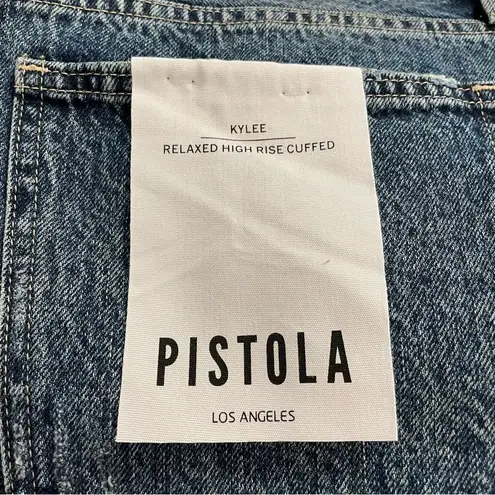 KYLEE
RELAXED HIGH RISE CUFFED
PISTOLA
LOS ANGELES